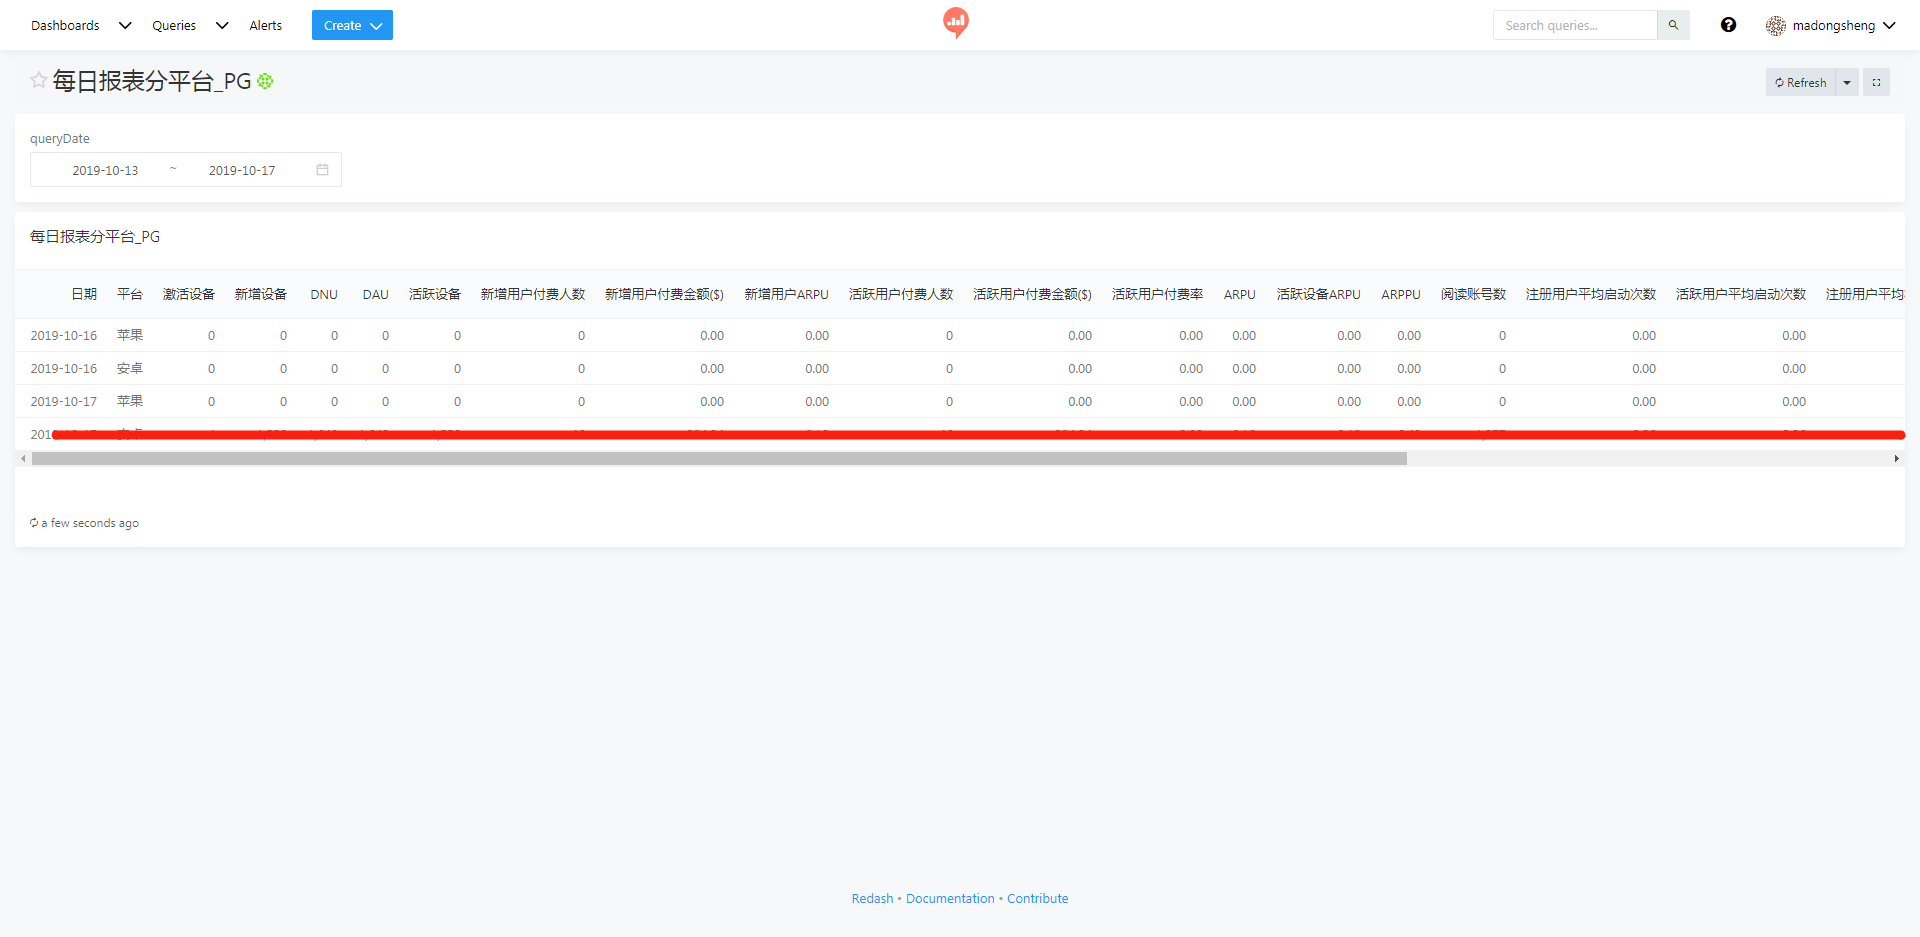 Dashboards Queries Alerts Create Search queries... madongsheng
每日报表分平台_PG Refresh
queryDate
2019-10-13 ~ 2019-10-17
每日报表分平台_PG
日期 平台 激活设备 新增设备 DNU DAU 活跃设备 新增用户付费人数 新增用户付费金额($) 新增用户ARPU 活跃用户付费人数 活跃用户付费金额($) 活跃用户付费率 ARPU 活跃设备ARPU ARPPU 阅读账号数 注册用户平均启动次数 活跃用户平均启动次数 注册用户平均
2019-10-16 苹果 0 0 0 0 0 0 0.00 0.00 0 0.00 0.00 0.00 0.00 0.00 0 0.00 0.00
2019-10-16 安卓 0 0 0 0 0 0 0.00 0.00 0 0.00 0.00 0.00 0.00 0.00 0 0.00 0.00
2019-10-17 苹果 0 0 0 0 0 0 0.00 0.00 0 0.00 0.00 0.00 0.00 0.00 0 0.00 0.00
a few seconds ago
Redash • Documentation • Contribute